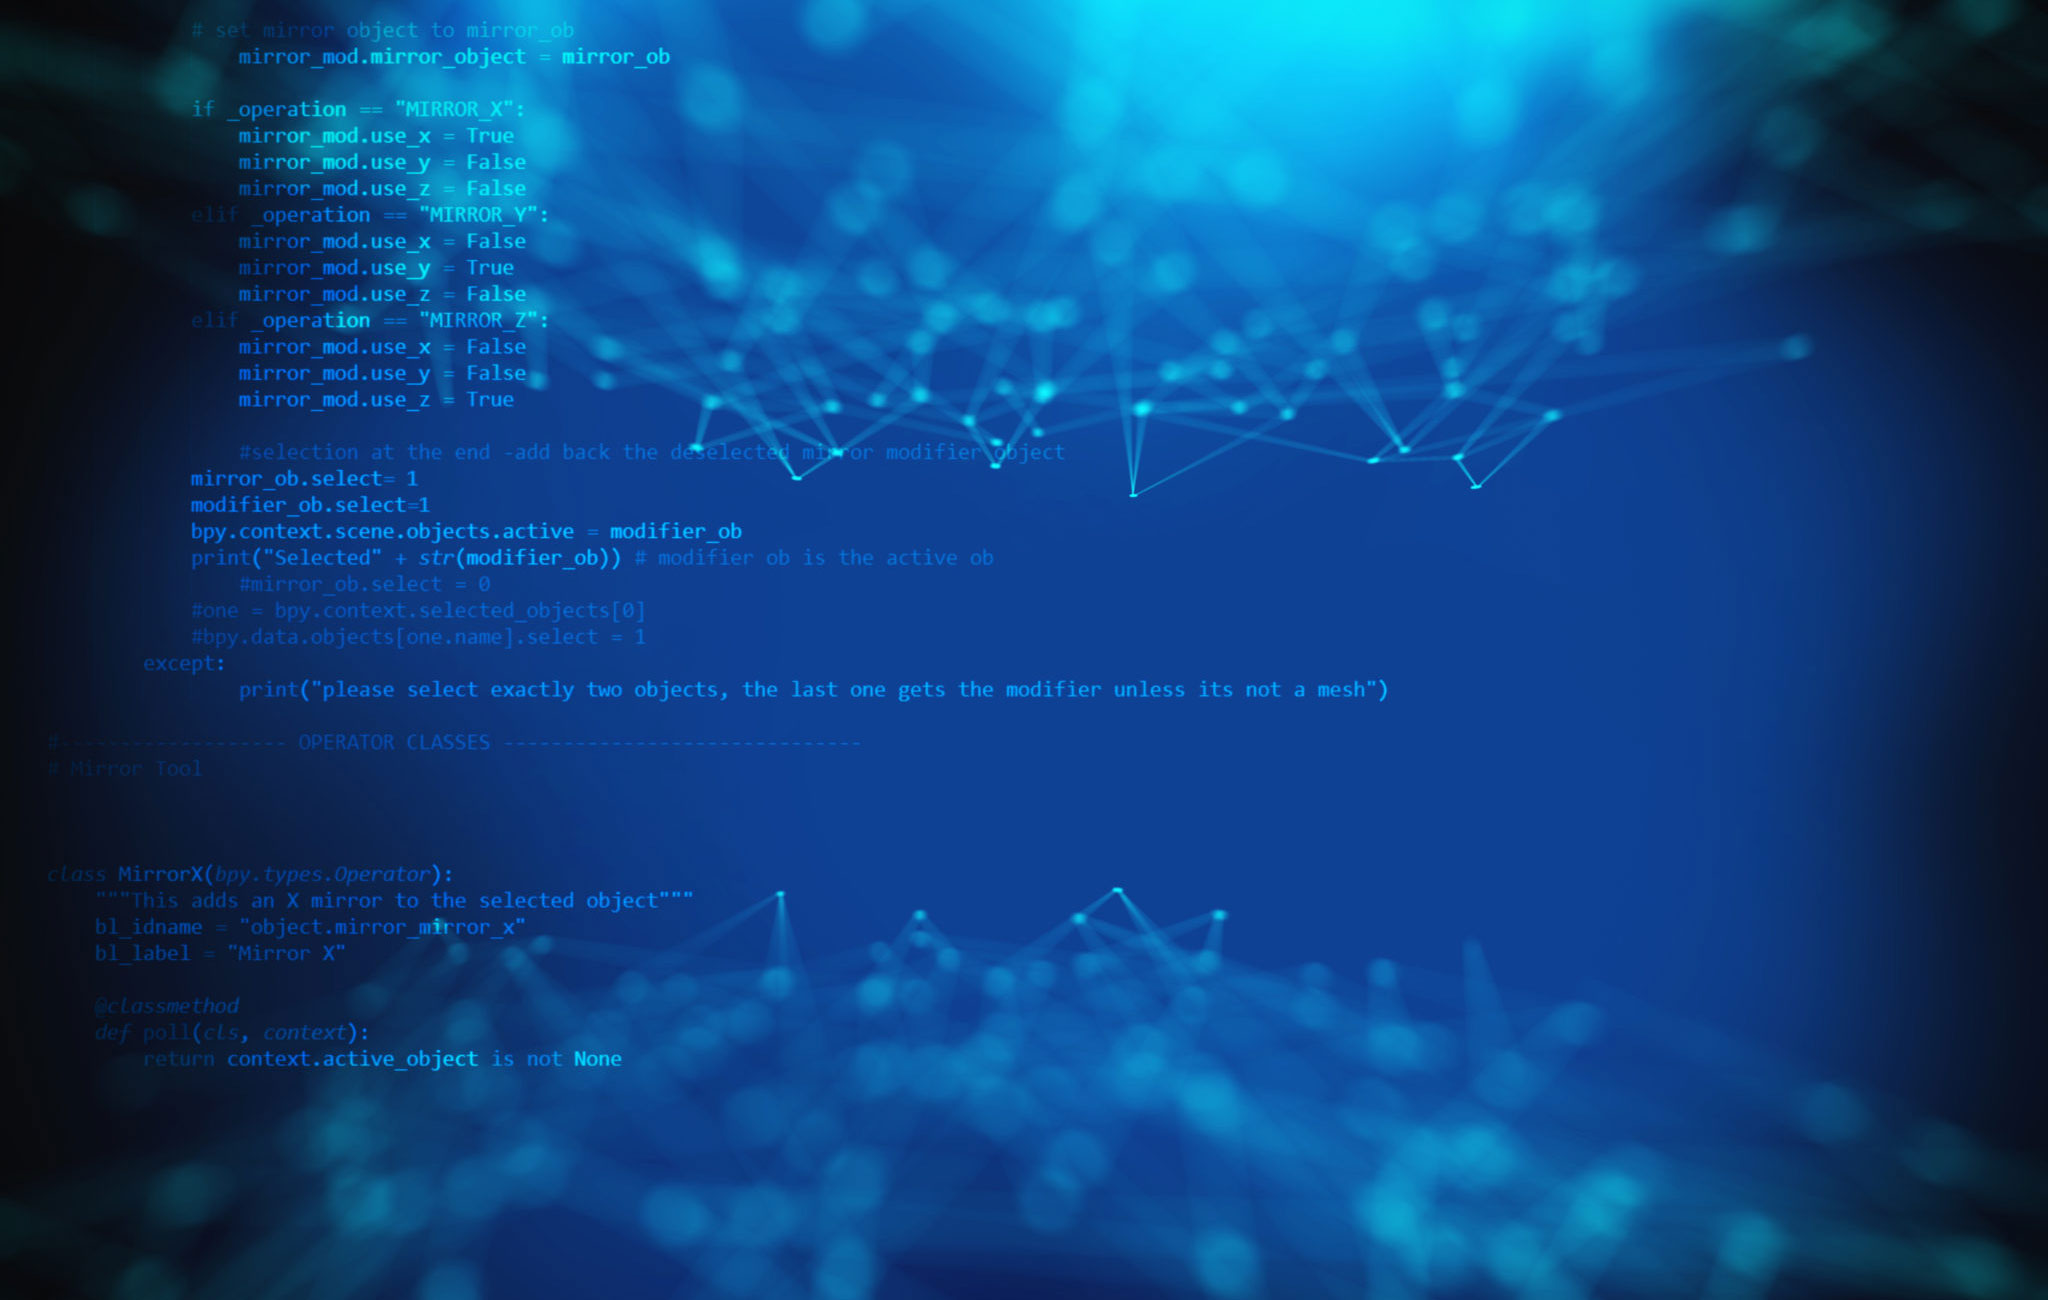 # set mirror object to mirror_ob
mirror_mod.mirror_object = mirror_ob
if _operation == "MIRROR_X":
mirror_mod.use_x = True
mirror_mod.use_y = False
mirror_mod.use_z = False
elif _operation == "MIRROR_Y":
mirror_mod.use_x = False
mirror_mod.use_y = True
mirror_mod.use_z = False
elif _operation == "MIRROR_Z":
mirror_mod.use_x = False
mirror_mod.use_y = False
mirror_mod.use_z = True
#selection at the end -add back the deselected mirror modifier object
mirror_ob.select= 1
modifier_ob.select=1
bpy.context.scene.objects.active = modifier_ob
print("Selected" + str(modifier_ob)) # modifier ob is the active ob
#mirror_ob.select = 0
#one = bpy.context.selected_objects[0]
#bpy.data.objects[one.name].select = 1
except:
print("please select exactly two objects, the last one gets the modifier unless its not a mesh")
#------------------- OPERATOR CLASSES ------------------------------
# Mirror Tool
class MirrorX(bpy.types.Operator):
"""This adds an X mirror to the selected object"""
bl_idname = "object.mirror_mirror_x"
bl_label = "Mirror X"
@classmethod
def poll(cls, context):
return context.active_object is not None